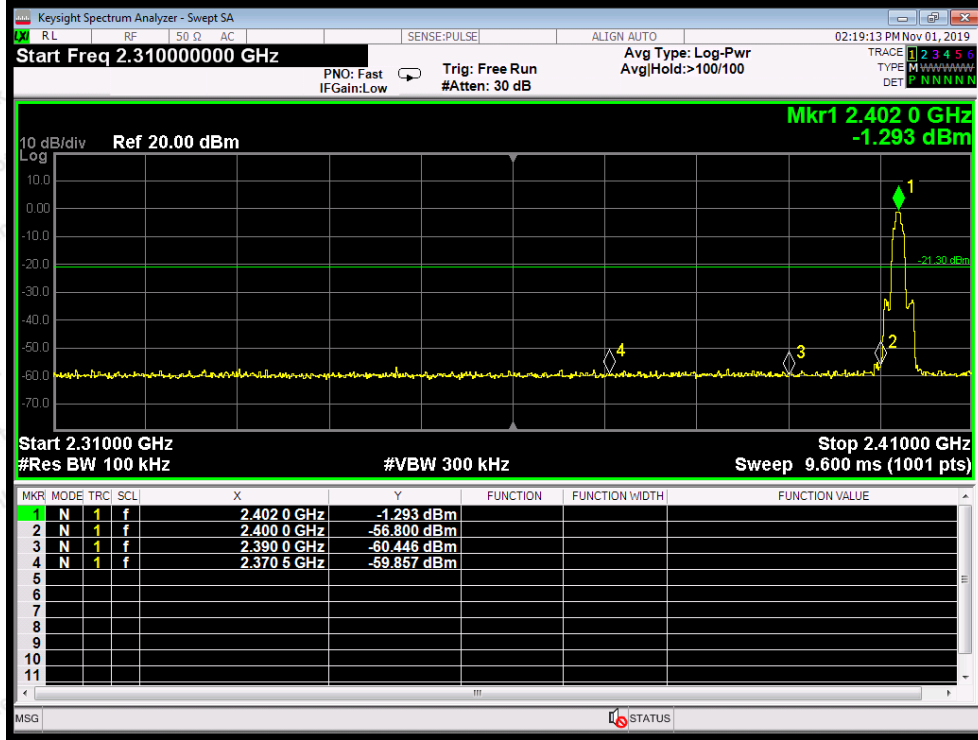 Keysight Spectrum Analyzer - Swept SA
LXI RL RF 50 Ω AC SENSE:PULSE ALIGN AUTO 02:19:13 PM Nov 01, 2019
Start Freq 2.310000000 GHz
PNO: Fast
IFGain:Low
Trig: Free Run
#Atten: 30 dB
Avg Type: Log-Pwr
Avg|Hold:>100/100
TRACE 1 2 3 4 5 6
TYPE M WWWWW
DET P N N N N N
Mkr1 2.402 0 GHz
-1.293 dBm
10 dB/div Ref 20.00 dBm
Log
10.0
0.00
-10.0
-20.0
-30.0
-40.0
-50.0
-60.0
-70.0
1
-21.30 dBm
2
3
4
Start 2.31000 GHz Stop 2.41000 GHz
#Res BW 100 kHz #VBW 300 kHz Sweep 9.600 ms (1001 pts)
MKR MODE TRC SCL X Y FUNCTION FUNCTION WIDTH FUNCTION VALUE
1 N 1 f 2.402 0 GHz -1.293 dBm
2 N 1 f 2.400 0 GHz -56.800 dBm
3 N 1 f 2.390 0 GHz -60.446 dBm
4 N 1 f 2.370 5 GHz -59.857 dBm
5
6
7
8
9
10
11
MSG STATUS